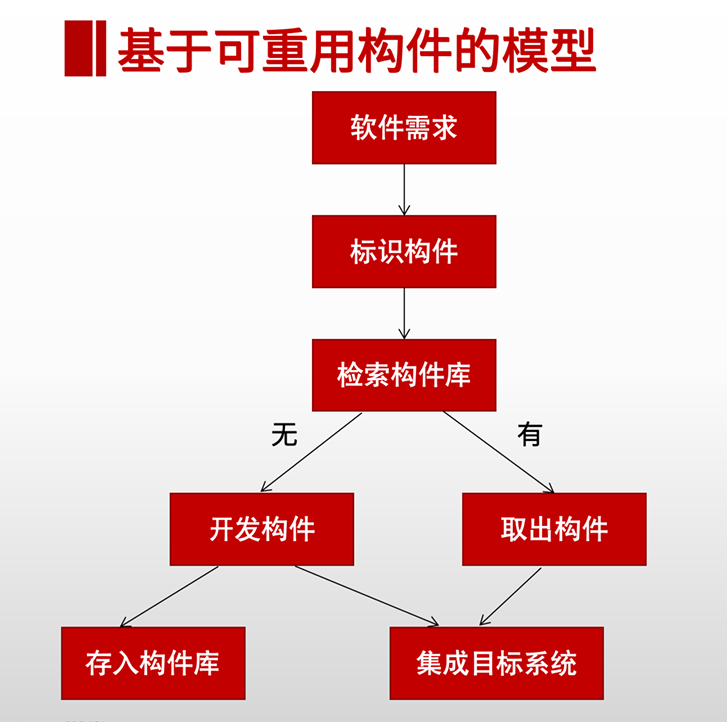 基于可重用构件的模型
软件需求
标识构件
检索构件库
无
有
开发构件
取出构件
存入构件库
集成目标系统